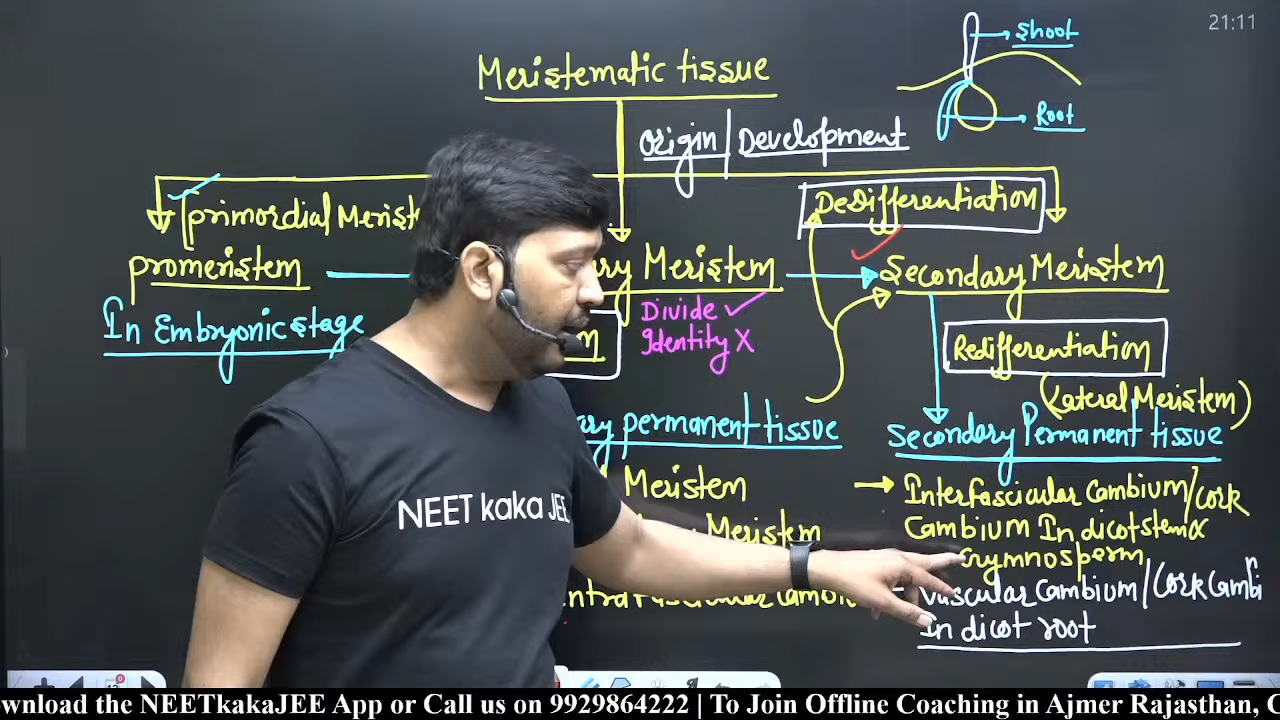 21:11
Shoot
Meristematic tissue
Root
Origin/Development
DeDifferentiation
primordial Meriste
promeristem
ary Meristem
Secondary Meristem
In Embryonic stage
Divide ✓
Identity X
Redifferentiation
(Lateral Meristem)
ary permanent tissue
Secondary Permanent tissue
Meristem
→ Interfascicular Cambium/Cork
Cambium In dicot stem &
Meristem
Gymnosperm
Vascular Cambium/Cork Cambi
In dicot root
NEET kaka JEE
wnload the NEETkakaJEE App or Call us on 9929864222 | To Join Offline Coaching in Ajmer Rajasthan, C